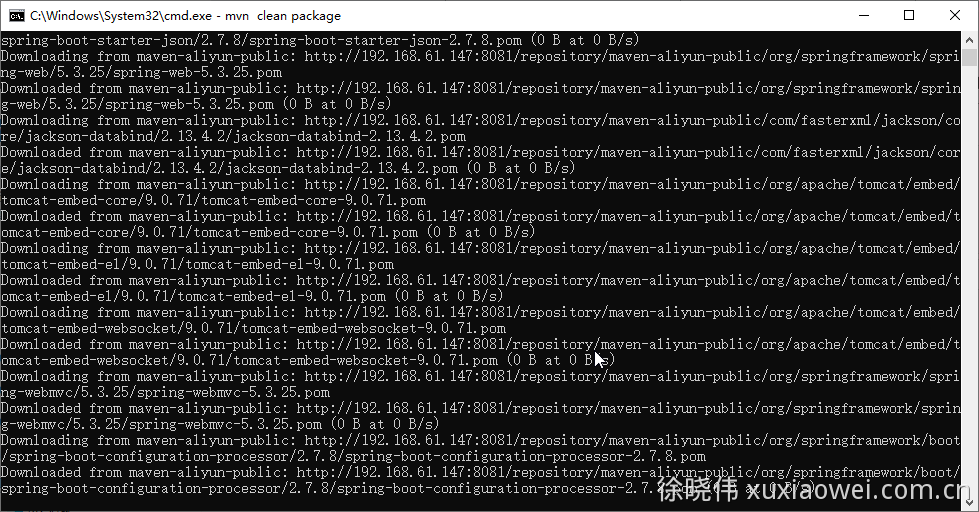 C:\Windows\System32\cmd.exe - mvn  clean package
spring-boot-starter-json/2.7.8/spring-boot-starter-json-2.7.8.pom (0 B at 0 B/s)
Downloading from maven-aliyun-public: http://192.168.61.147:8081/repository/maven-aliyun-public/org/springframework/spri
ng-web/5.3.25/spring-web-5.3.25.pom
Downloaded from maven-aliyun-public: http://192.168.61.147:8081/repository/maven-aliyun-public/org/springframework/sprin
g-web/5.3.25/spring-web-5.3.25.pom (0 B at 0 B/s)
Downloading from maven-aliyun-public: http://192.168.61.147:8081/repository/maven-aliyun-public/com/fasterxml/jackson/co
re/jackson-databind/2.13.4.2/jackson-databind-2.13.4.2.pom
Downloaded from maven-aliyun-public: http://192.168.61.147:8081/repository/maven-aliyun-public/com/fasterxml/jackson/cor
e/jackson-databind/2.13.4.2/jackson-databind-2.13.4.2.pom (0 B at 0 B/s)
Downloading from maven-aliyun-public: http://192.168.61.147:8081/repository/maven-aliyun-public/org/apache/tomcat/embed/
tomcat-embed-core/9.0.71/tomcat-embed-core-9.0.71.pom
Downloaded from maven-aliyun-public: http://192.168.61.147:8081/repository/maven-aliyun-public/org/apache/tomcat/embed/t
omcat-embed-core/9.0.71/tomcat-embed-core-9.0.71.pom (0 B at 0 B/s)
Downloading from maven-aliyun-public: http://192.168.61.147:8081/repository/maven-aliyun-public/org/apache/tomcat/embed/
tomcat-embed-el/9.0.71/tomcat-embed-el-9.0.71.pom
Downloaded from maven-aliyun-public: http://192.168.61.147:8081/repository/maven-aliyun-public/org/apache/tomcat/embed/t
omcat-embed-el/9.0.71/tomcat-embed-el-9.0.71.pom (0 B at 0 B/s)
Downloading from maven-aliyun-public: http://192.168.61.147:8081/repository/maven-aliyun-public/org/apache/tomcat/embed/
tomcat-embed-websocket/9.0.71/tomcat-embed-websocket-9.0.71.pom
Downloaded from maven-aliyun-public: http://192.168.61.147:8081/repository/maven-aliyun-public/org/apache/tomcat/embed/t
omcat-embed-websocket/9.0.71/tomcat-embed-websocket-9.0.71.pom (0 B at 0 B/s)
Downloading from maven-aliyun-public: http://192.168.61.147:8081/repository/maven-aliyun-public/org/springframework/spri
ng-webmvc/5.3.25/spring-webmvc-5.3.25.pom
Downloaded from maven-aliyun-public: http://192.168.61.147:8081/repository/maven-aliyun-public/org/springframework/sprin
g-webmvc/5.3.25/spring-webmvc-5.3.25.pom (0 B at 0 B/s)
Downloading from maven-aliyun-public: http://192.168.61.147:8081/repository/maven-aliyun-public/org/springframework/boot
/spring-boot-configuration-processor/2.7.8/spring-boot-configuration-processor-2.7.8.pom
Downloaded from maven-aliyun-public: http://192.168.61.147:8081/repository/maven-aliyun-public/org/springframework/boot/
spring-boot-configuration-processor/2.7.8/spring-boot-configuration-processor-2.7
徐晓伟 xuxiaowei.com.cn